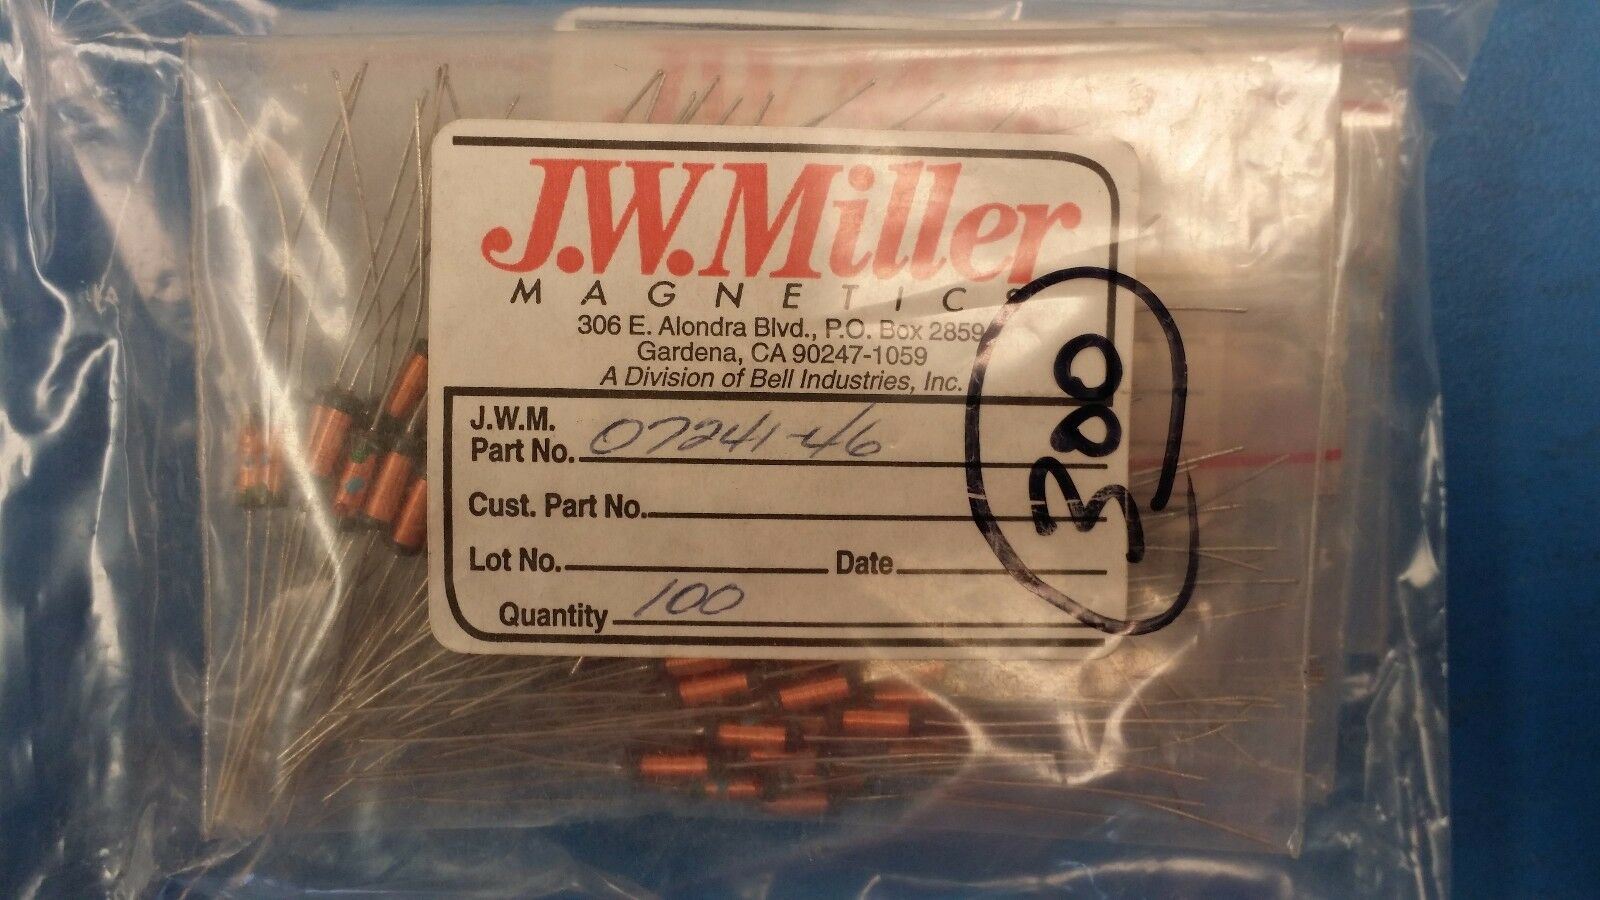 J.W.Miller
MAGNETICS
306 E. Alondra Blvd., P.O. Box 2859
Gardena, CA 90247-1059
A Division of Bell Industries, Inc.
J.W.M.
Part No. 07241-46
Cust. Part No.
Lot No. Date
Quantity 100
300